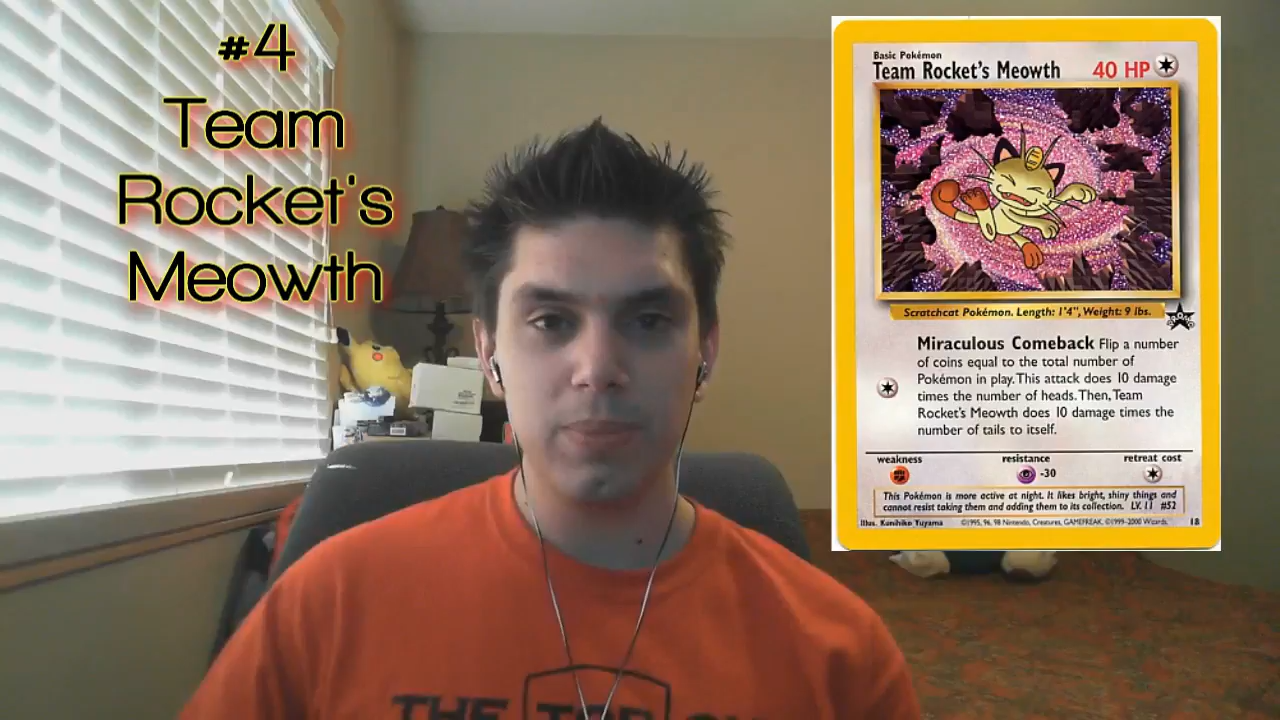 #4
Team
Rocket's
Meowth
Basic Pokémon
Team Rocket's Meowth 40 HP
Scratchcat Pokémon. Length: 1'4", Weight: 9 lbs.
PROMO
Miraculous Comeback Flip a number
of coins equal to the total number of
Pokémon in play. This attack does 10 damage
times the number of heads. Then, Team
Rocket's Meowth does 10 damage times the
number of tails to itself.
weakness resistance retreat cost
-30
This Pokémon is more active at night. It likes bright, shiny things and
cannot resist taking them and adding them to its collection. LV. 11 #52
Illus. Kunihiko Yuyama ©1995, 96, 98 Nintendo, Creatures, GAMEFREAK. ©1999-2000 Wizards. 18
THE TOP